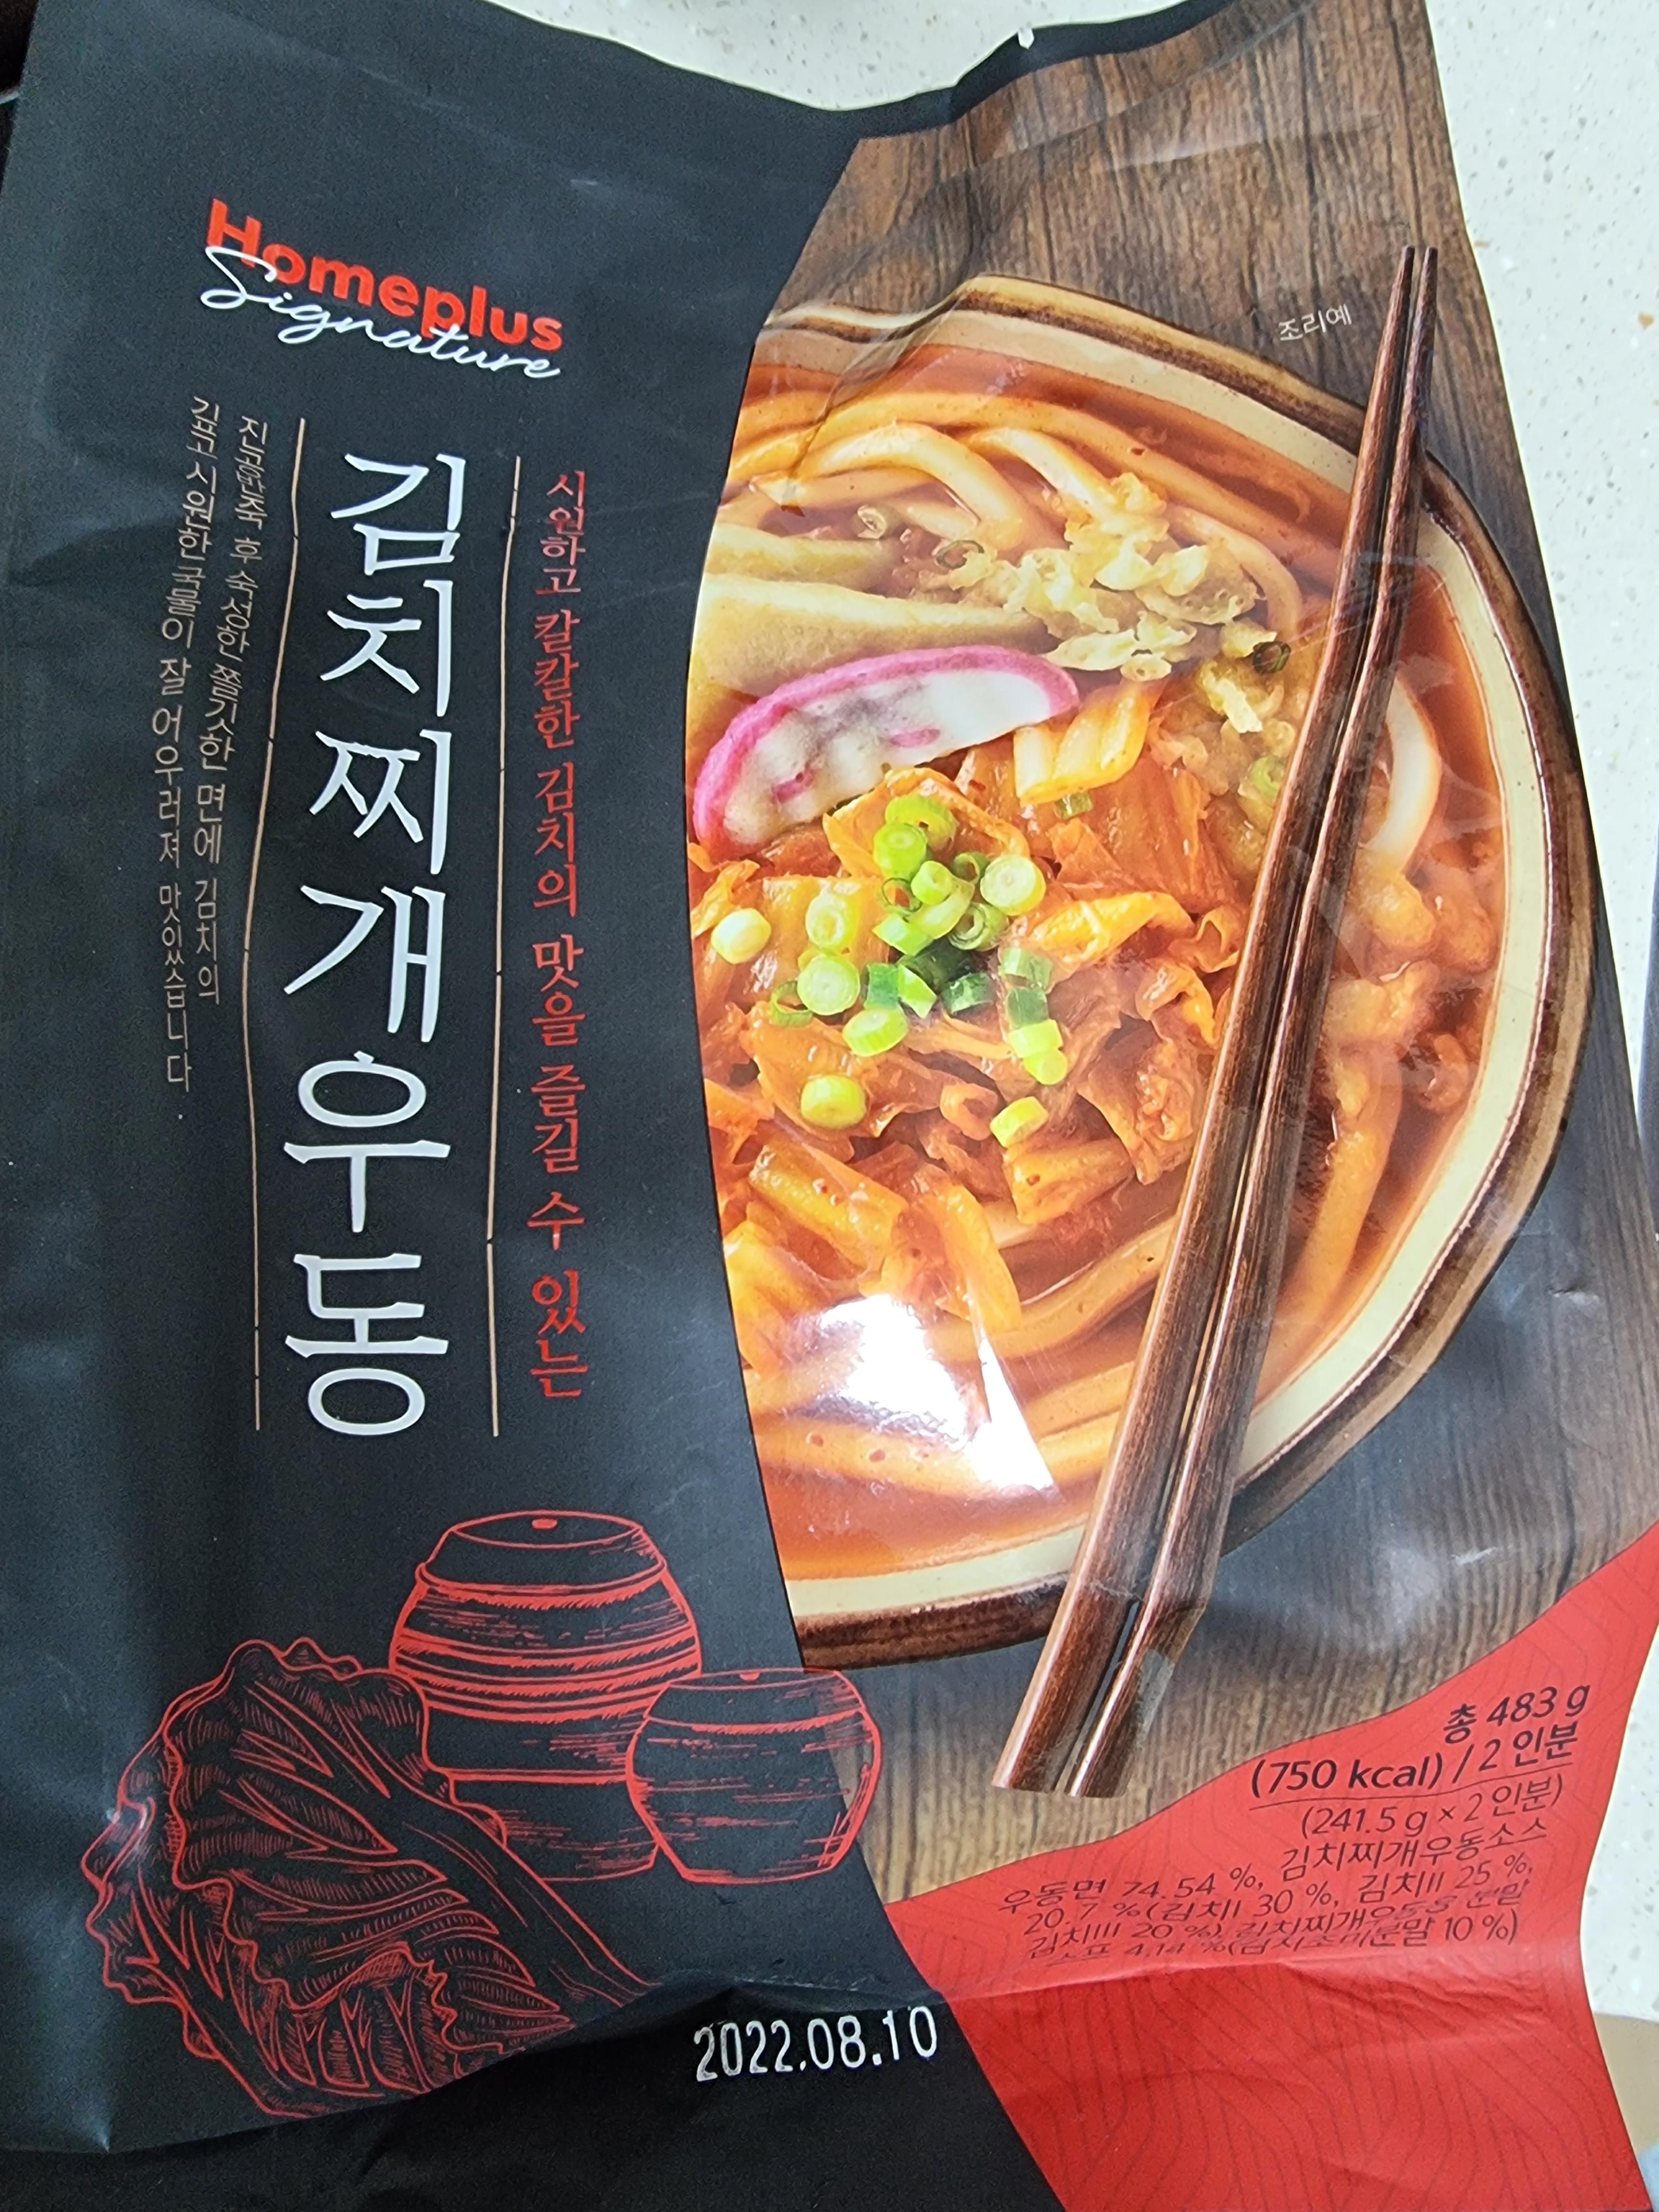 Homeplus
Signature
조리예
시원하고 칼칼한 김치의 맛을 즐길 수 있는
김치찌개우동
진공반죽 후 숙성한 쫄깃한 면에 김치의
깊고 시원한 국물이 잘 어우러져 맛있습니다.
총 483 g
(750 kcal) / 2 인분
(241.5 g × 2 인분)
김치찌개우동소스
우동면 74.54 %, 김치II 25 %,
20.7 %(김치I 30 %,
김치III 20 %), 김치찌개우동 분말
4.14 %(김치조미분말 10 %)
2022.08.10